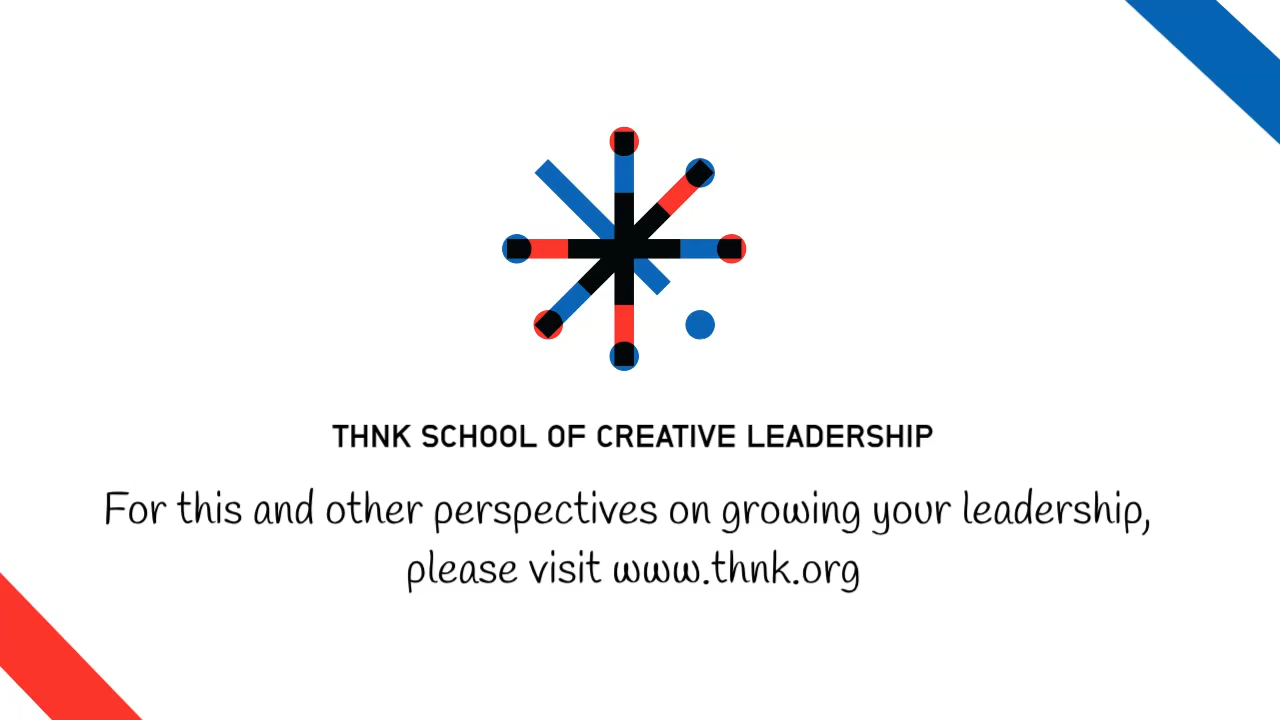 THNK SCHOOL OF CREATIVE LEADERSHIP
For this and other perspectives on growing your leadership,
please visit www.thnk.org